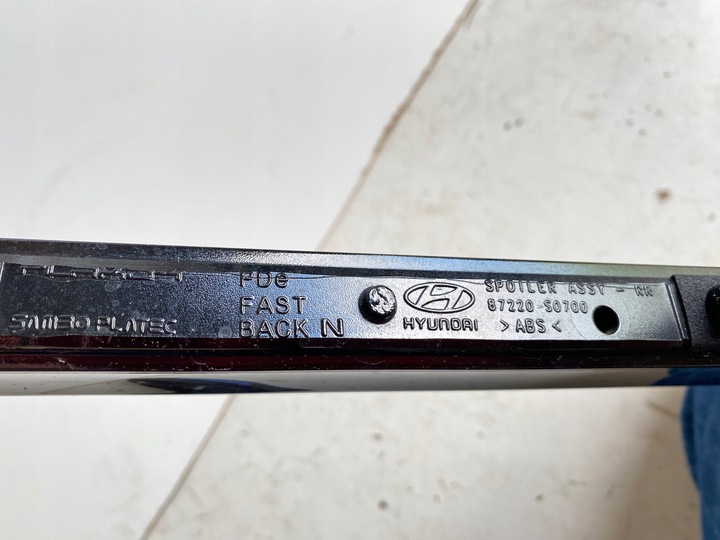 PDe
FAST
BACK N
SAMBO PLATEC
HYUNDAI
SPOILER ASSY - RR
87220-S0700
>ABS<